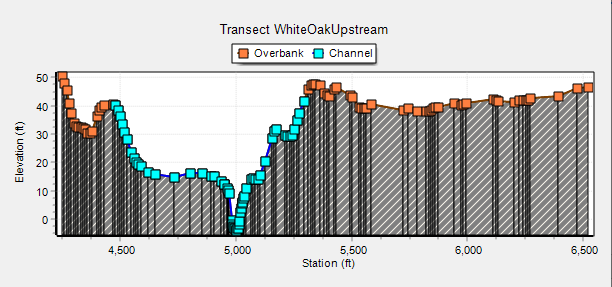 Transect WhiteOakUpstream
Overbank Channel
50
40
30
20
10
0
Elevation (ft)
4,500 5,000 5,500 6,000 6,500
Station (ft)